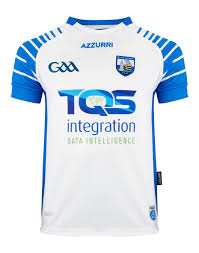 AZZURRI
GAA
TQS
integration
DATA INTELLIGENCE